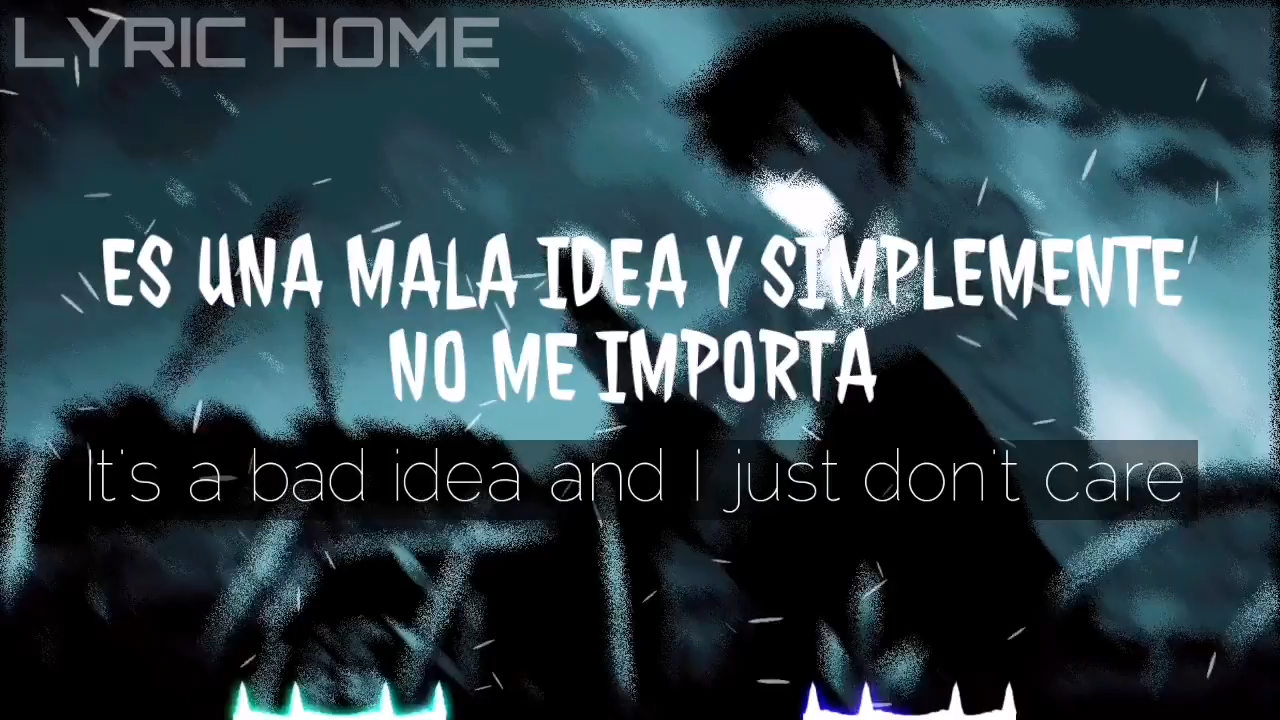 LYRIC HOME
ES UNA MALA IDEA Y SIMPLEMENTE
NO ME IMPORTA
It's a bad idea and I just don't care